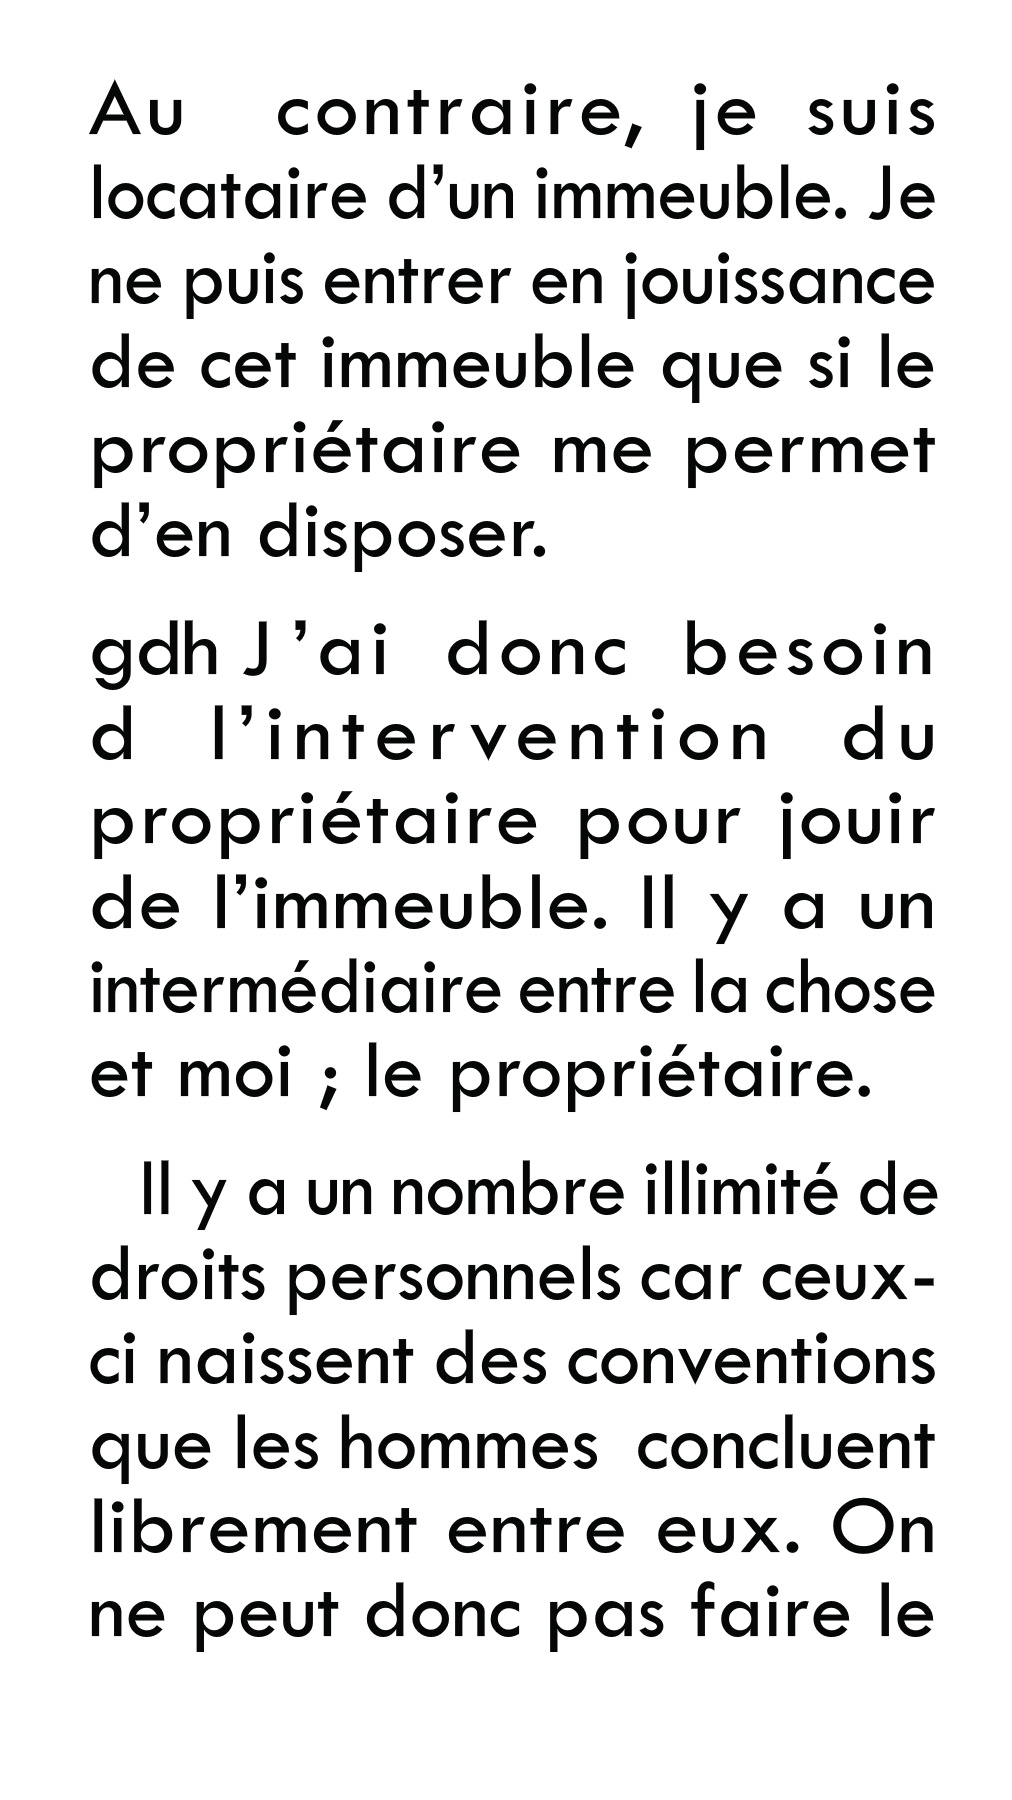 Au contraire, je suis
locataire d’un immeuble. Je
ne puis entrer en jouissance
de cet immeuble que si le
propriétaire me permet
d’en disposer.
gdh J’ai donc besoin
d l’intervention du
propriétaire pour jouir
de l’immeuble. Il y a un
intermédiaire entre la chose
et moi ; le propriétaire.
Il y a un nombre illimité de
droits personnels car ceux-
ci naissent des conventions
que les hommes concluent
librement entre eux. On
ne peut donc pas faire le